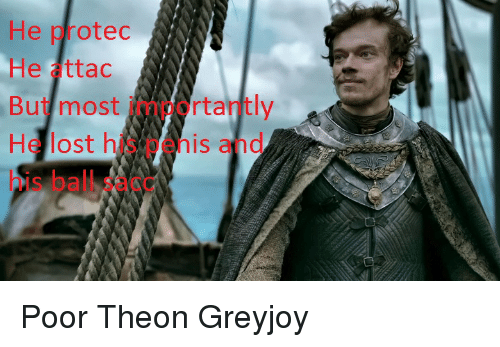 He protec
He attac
But most importantly
He lost his penis and
his ball sacc
Poor Theon Greyjoy